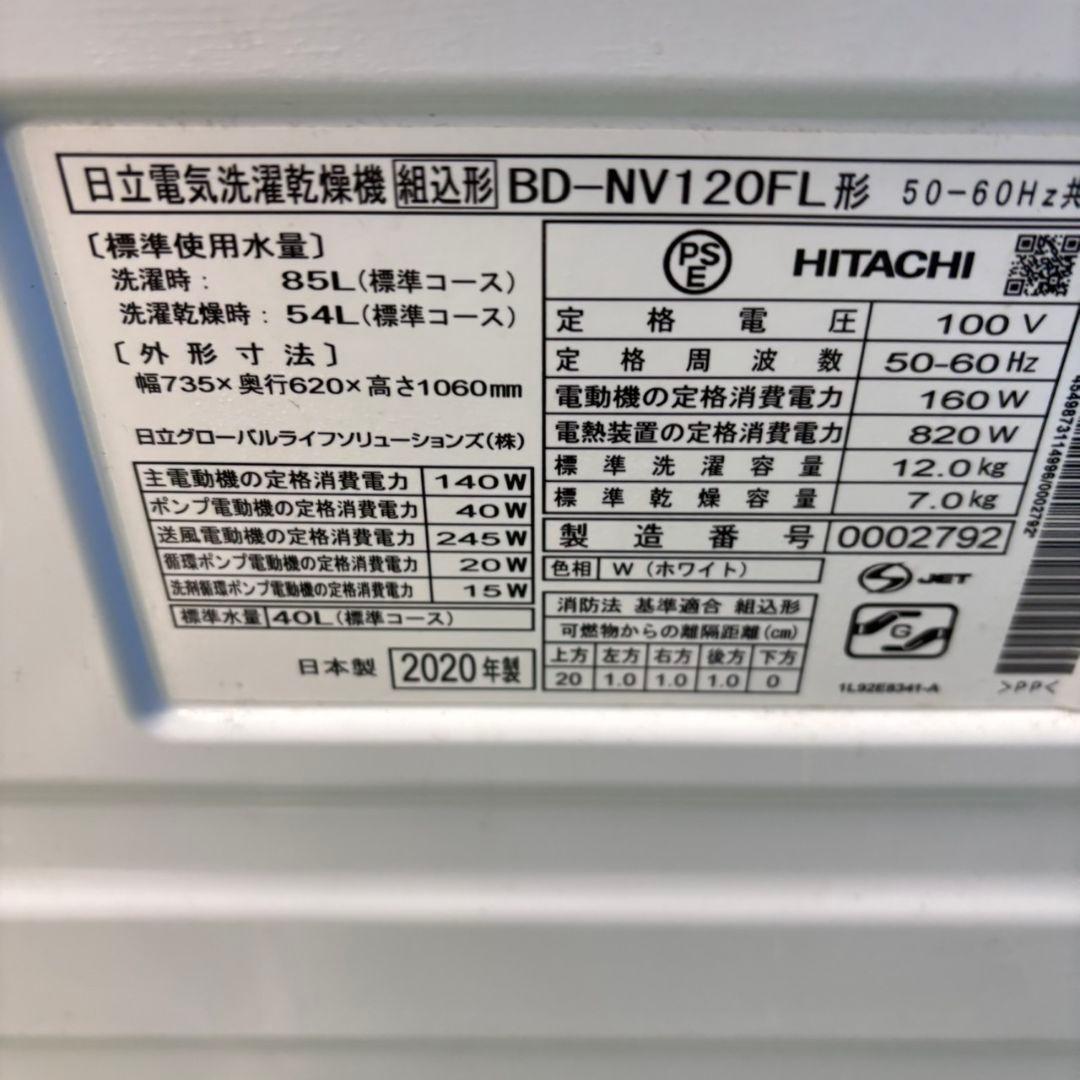 日立電気洗濯乾燥機 組込形 BD-NV120FL形 50-60Hz共
〔標準使用水量〕
洗濯時： 85L(標準コース)
洗濯乾燥時： 54L(標準コース)
〔外形寸法〕
幅735×奥行620×高さ1060mm
日立グローバルライフソリューションズ(株)
主電動機の定格消費電力 140W
ポンプ電動機の定格消費電力 40W
送風電動機の定格消費電力 245W
循環ポンプ電動機の定格消費電力 20W
洗剤循環ポンプ電動機の定格消費電力 15W
標準水量 40L(標準コース)
日本製 2020年製
PSE HITACHI
定格電圧 100V
定格周波数 50-60Hz
電動機の定格消費電力 160W
電熱装置の定格消費電力 820W
標準洗濯容量 12.0kg
標準乾燥容量 7.0kg
製造番号 0002792
色相 W (ホワイト)
JET
消防法 基準適合 組込形
可燃物からの離隔距離(cm)
上方 左方 右方 後方 下方
20 1.0 1.0 1.0 0
G
1L92E8341-A
>PP<
4549873114996/0002792